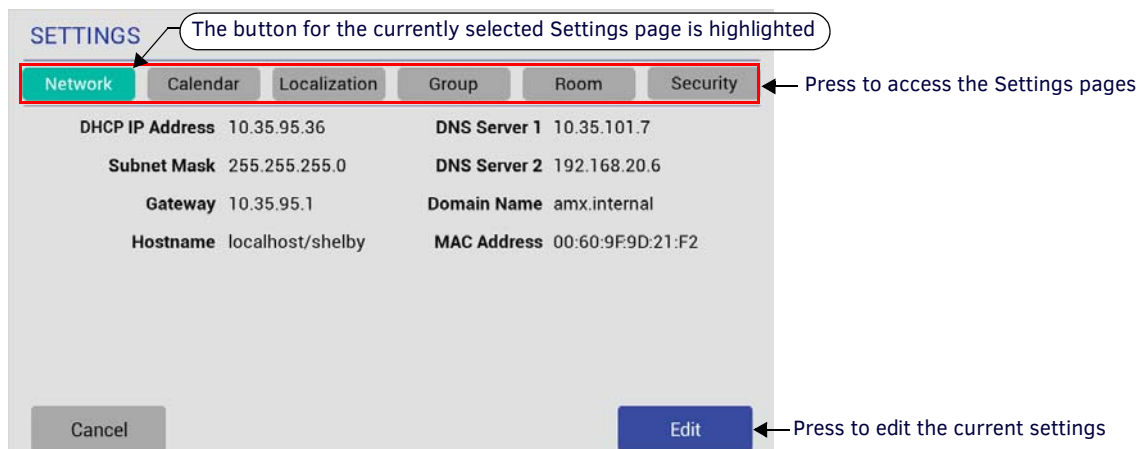 SETTINGS
The button for the currently selected Settings page is highlighted
Network Calendar Localization Group Room Security
Press to access the Settings pages
DHCP IP Address 10.35.95.36 DNS Server 1 10.35.101.7
Subnet Mask 255.255.255.0 DNS Server 2 192.168.20.6
Gateway 10.35.95.1 Domain Name amx.internal
Hostname localhost/shelby MAC Address 00:60:9F:9D:21:F2
Cancel Edit
Press to edit the current settings